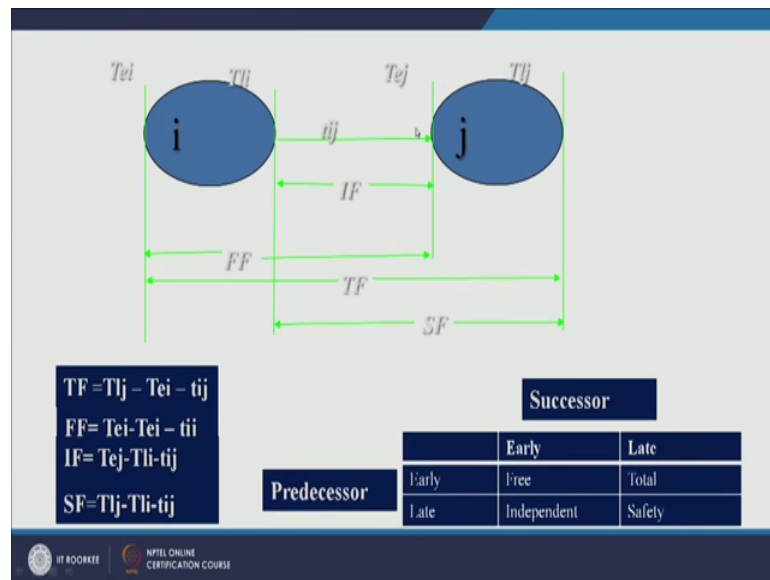 Tei Tli Tej Tlj
i tij j
IF
FF
TF
SF
TF =Tlj – Tei – tij
FF= Tei-Tei – tii
IF= Tej-Tli-tij
SF=Tlj-Tli-tij
Successor
Predecessor
Early Late
Early Free Total
Late Independent Safety
IIT ROORKEE
NPTEL ONLINE
CERTIFICATION COURSE